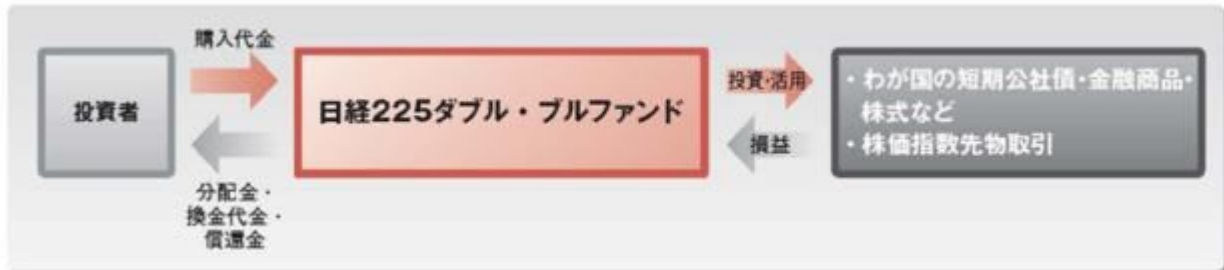 購入代金
投資者
日経225ダブル・ブルファンド
分配金・
換金代金・
償還金
投資・活用
損益
・わが国の短期公社債・金融商品・
株式など
・株価指数先物取引